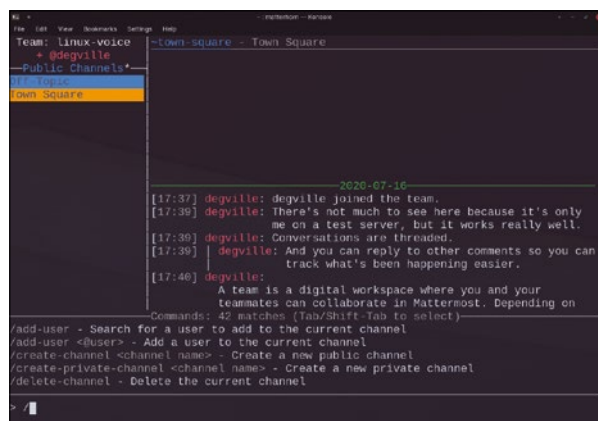 ~ : matterhorn — Konsole
File Edit View Bookmarks Settings Help
Team: linux-voice
+ @degville
Public Channels*
Off-Topic
Town Square
~town-square - Town Square
2020-07-16
[17:37] degville: degville joined the team.
[17:39] degville: There's not much to see here because it's only
me on a test server, but it works really well.
[17:39] degville: Conversations are threaded.
[17:39] degville: And you can reply to other comments so you can
track what's been happening easier.
[17:40] degville:
A team is a digital workspace where you and your
teammates can collaborate in Mattermost. Depending on
Commands: 42 matches (Tab/Shift-Tab to select)
/add-user - Search for a user to add to the current channel
/add-user <@user> - Add a user to the current channel
/create-channel <channel name> - Create a new public channel
/create-private-channel <channel name> - Create a new private channel
/delete-channel - Delete the current channel
> /